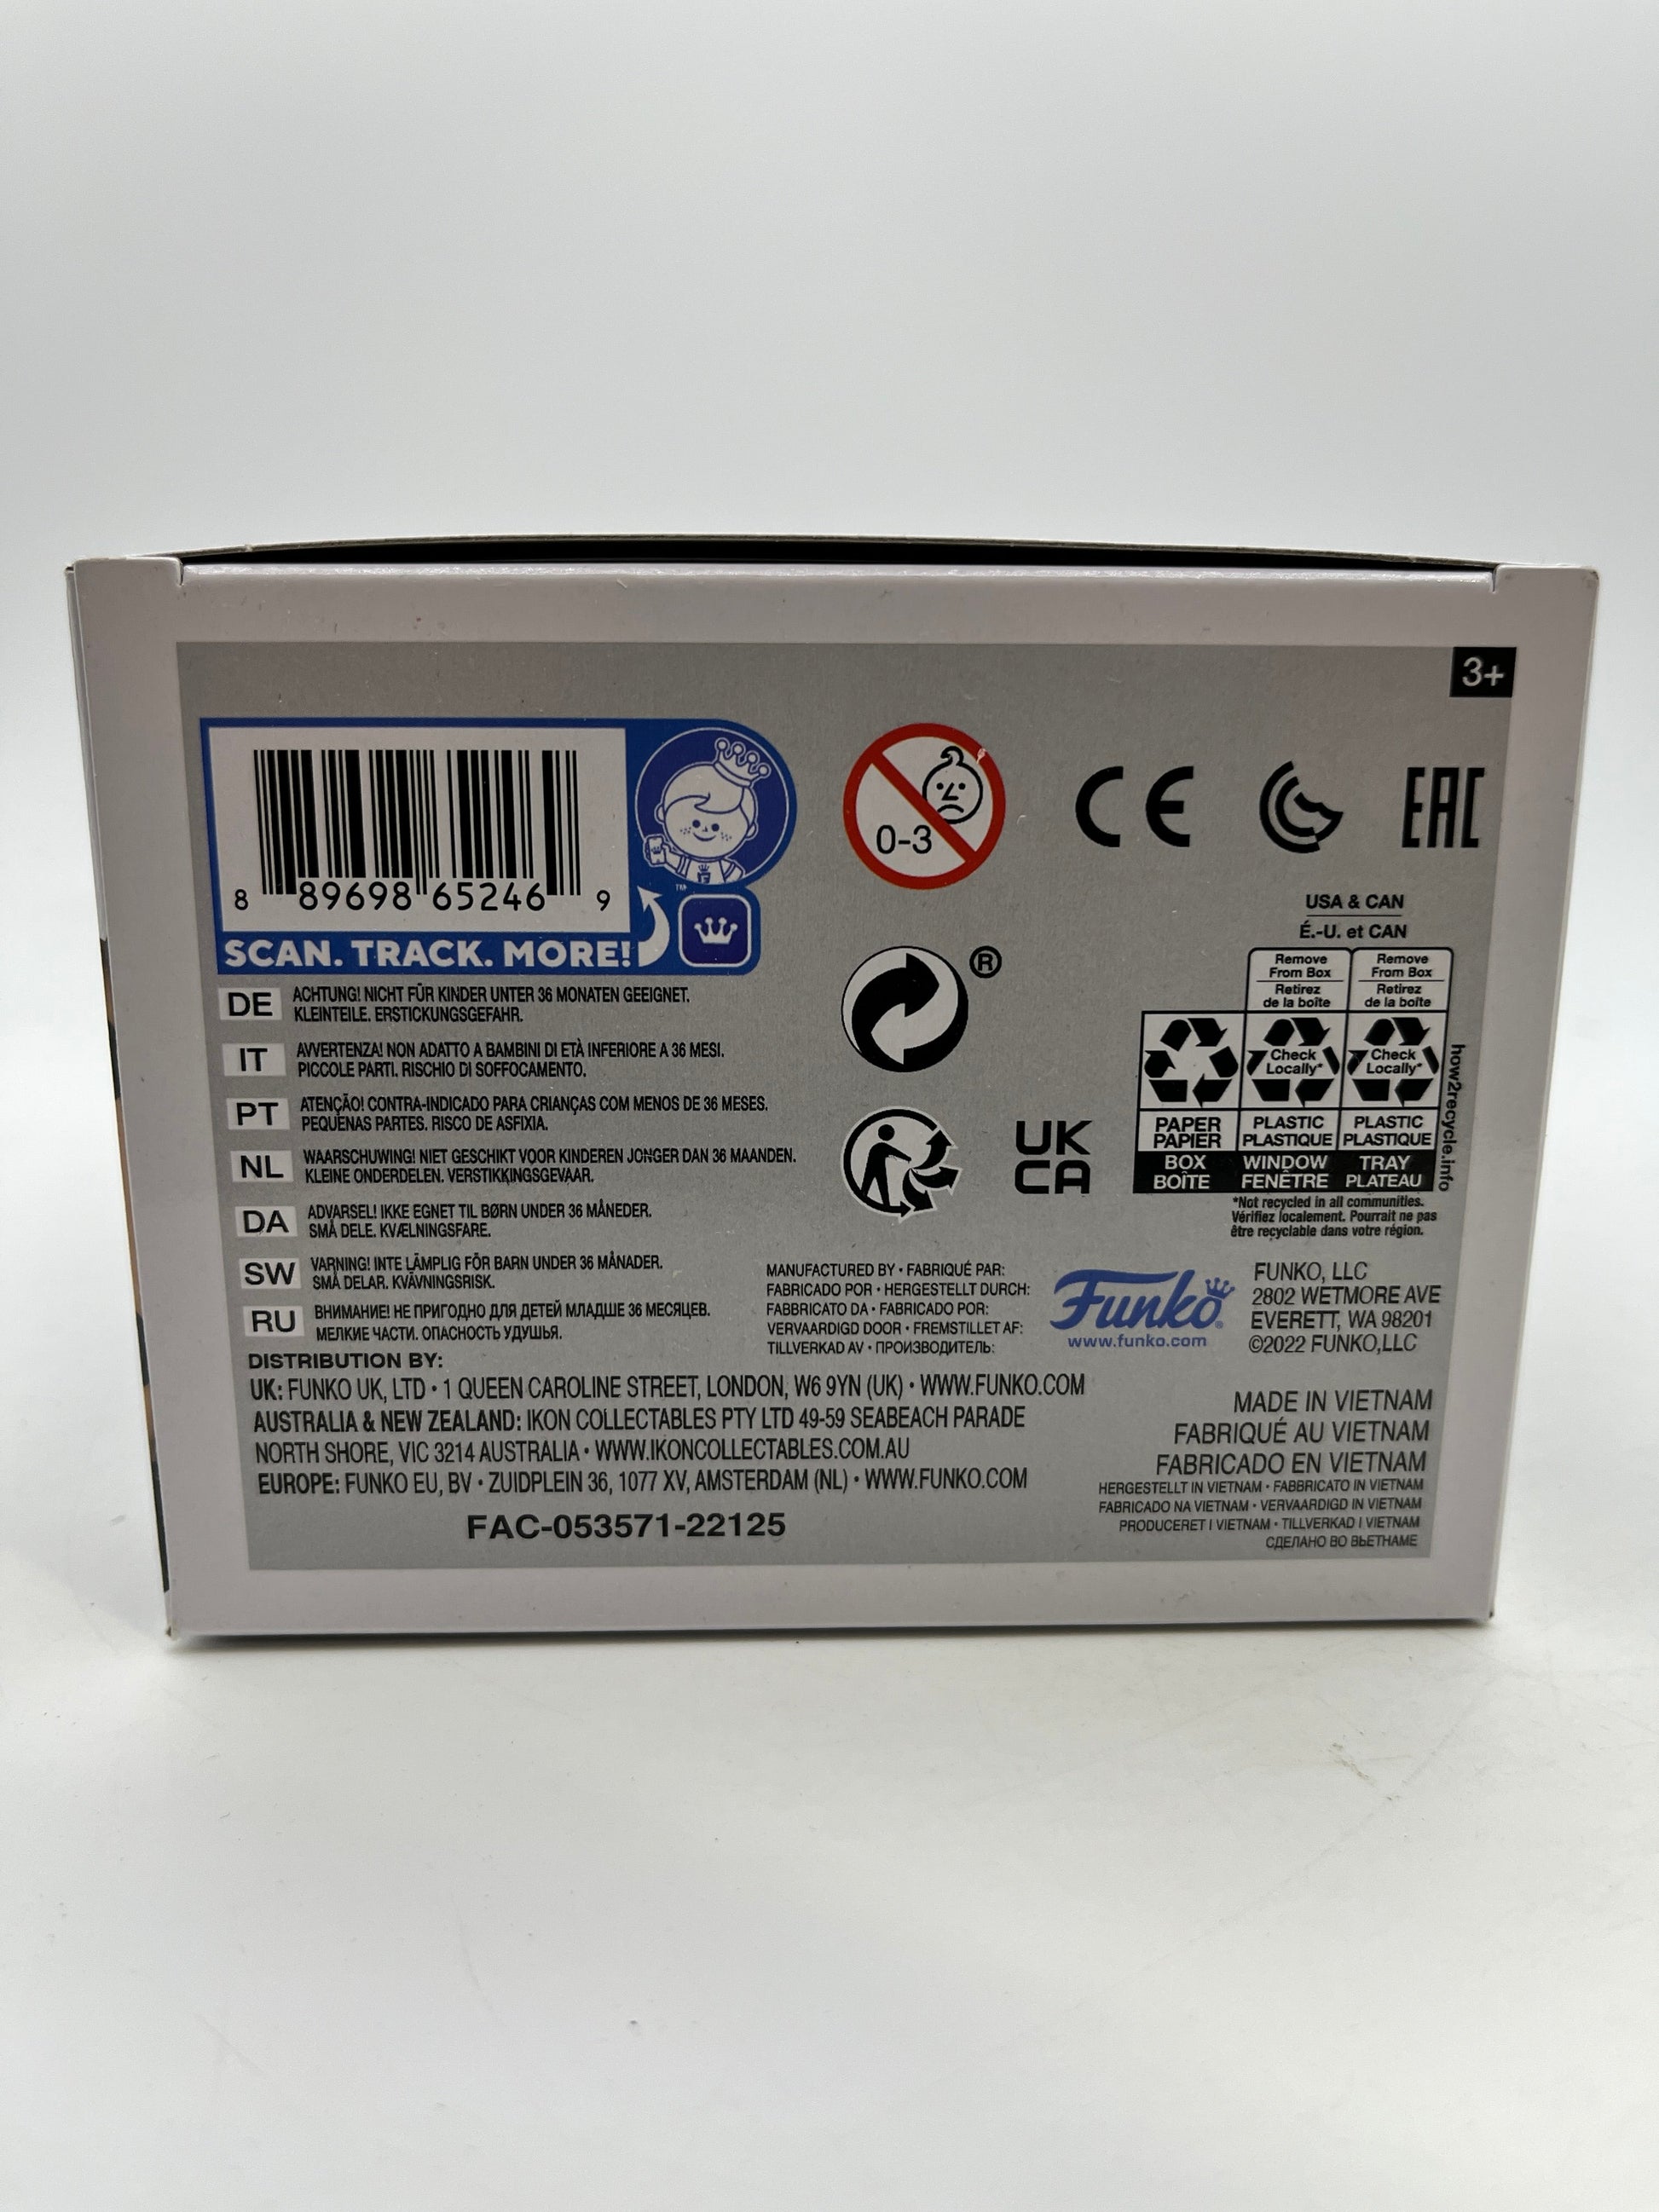 3+
8 89698 65246 9
SCAN. TRACK. MORE!
™
0-3
CE
EAC
DE ACHTUNG! NICHT FÜR KINDER UNTER 36 MONATEN GEEIGNET.
KLEINTEILE. ERSTICKUNGSGEFAHR.
IT AVVERTENZA! NON ADATTO A BAMBINI DI ETÀ INFERIORE A 36 MESI.
PICCOLE PARTI. RISCHIO DI SOFFOCAMENTO.
PT ATENÇÃO! CONTRA-INDICADO PARA CRIANÇAS COM MENOS DE 36 MESES.
PEQUENAS PARTES. RISCO DE ASFIXIA.
NL WAARSCHUWING! NIET GESCHIKT VOOR KINDEREN JONGER DAN 36 MAANDEN.
KLEINE ONDERDELEN. VERSTIKKINGSGEVAAR.
DA ADVARSEL! IKKE EGNET TIL BØRN UNDER 36 MÅNEDER.
SMÅ DELE. KVÆLNINGSFARE.
SW VARNING! INTE LÄMPLIG FÖR BARN UNDER 36 MÅNADER.
SMÅ DELAR. KVÄVNINGSRISK.
RU ВНИМАНИЕ! НЕ ПРИГОДНО ДЛЯ ДЕТЕЙ МЛАДШЕ 36 МЕСЯЦЕВ.
МЕЛКИЕ ЧАСТИ. ОПАСНОСТЬ УДУШЬЯ.
®
UK
CA
USA & CAN
É.-U. et CAN
Remove From Box Remove From Box
Retirez de la boîte Retirez de la boîte
Check Locally* Check Locally*
PAPER PLASTIC PLASTIC
PAPIER PLASTIQUE PLASTIQUE
BOX WINDOW TRAY
BOÎTE FENÊTRE PLATEAU
how2recycle.info
*Not recycled in all communities.
Vérifiez localement. Pourrait ne pas
être recyclable dans votre région.
MANUFACTURED BY • FABRIQUÉ PAR:
FABRICADO POR • HERGESTELLT DURCH:
FABBRICATO DA • FABRICADO POR:
VERVAARDIGD DOOR • FREMSTILLET AF:
TILLVERKAD AV • ПРОИЗВОДИТЕЛЬ:
Funko®
www.funko.com
FUNKO, LLC
2802 WETMORE AVE
EVERETT, WA 98201
©2022 FUNKO,LLC
DISTRIBUTION BY:
UK: FUNKO UK, LTD • 1 QUEEN CAROLINE STREET, LONDON, W6 9YN (UK) • WWW.FUNKO.COM
AUSTRALIA & NEW ZEALAND: IKON COLLECTABLES PTY LTD 49-59 SEABEACH PARADE
NORTH SHORE, VIC 3214 AUSTRALIA • WWW.IKONCOLLECTABLES.COM.AU
EUROPE: FUNKO EU, BV • ZUIDPLEIN 36, 1077 XV, AMSTERDAM (NL) • WWW.FUNKO.COM
FAC-053571-22125
MADE IN VIETNAM
FABRIQUÉ AU VIETNAM
FABRICADO EN VIETNAM
HERGESTELLT IN VIETNAM • FABBRICATO IN VIETNAM
FABRICADO NA VIETNAM • VERVAARDIGD IN VIETNAM
PRODUCERET I VIETNAM • TILLVERKAD I VIETNAM
СДЕЛАНО ВО ВЬЕТНАМЕ